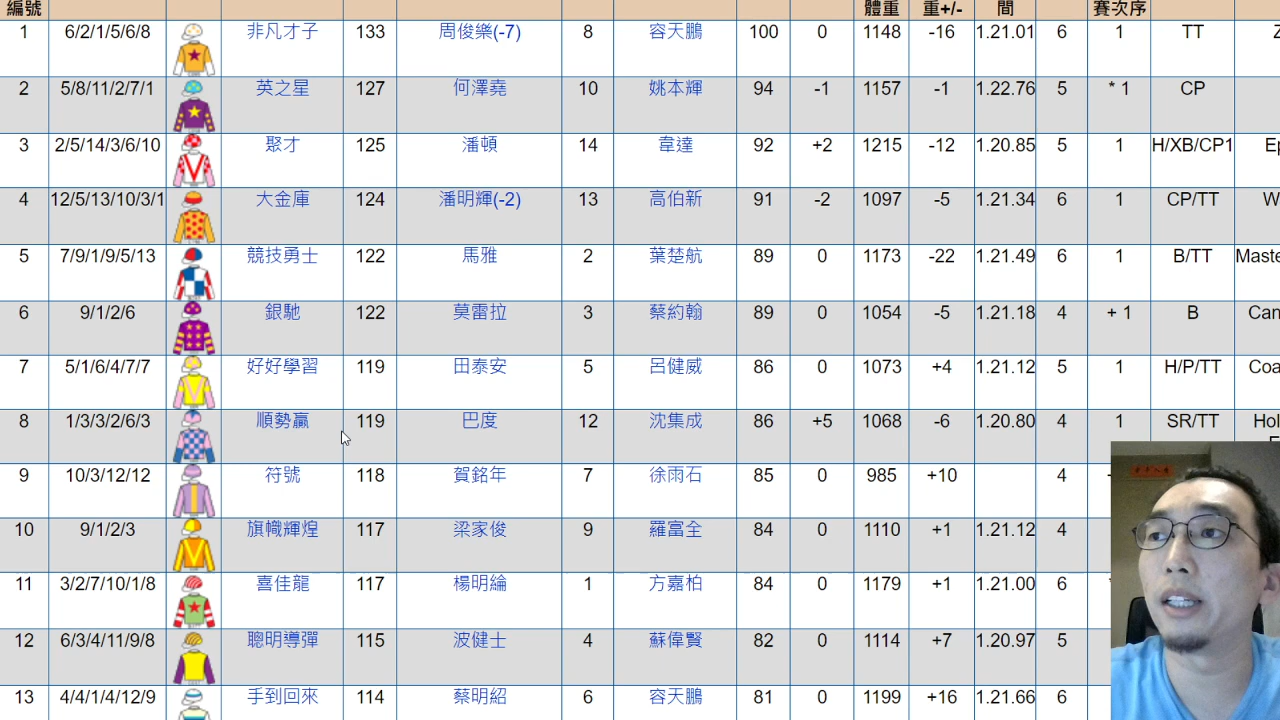 編號 體重 重+/- 間 賽次序
1 6/2/1/5/6/8 非凡才子 133 周俊樂(-7) 8 容天鵬 100 0 1148 -16 1.21.01 6 1 TT
2 5/8/11/2/7/1 英之星 127 何澤堯 10 姚本輝 94 -1 1157 -1 1.22.76 5 * 1 CP
3 2/5/14/3/6/10 聚才 125 潘頓 14 韋達 92 +2 1215 -12 1.20.85 5 1 H/XB/CP1 Ep
4 12/5/13/10/3/1 大金庫 124 潘明輝(-2) 13 高伯新 91 -2 1097 -5 1.21.34 6 1 CP/TT W
5 7/9/1/9/5/13 競技勇士 122 馬雅 2 葉楚航 89 0 1173 -22 1.21.49 6 1 B/TT Maste
6 9/1/2/6 銀馳 122 莫雷拉 3 蔡約翰 89 0 1054 -5 1.21.18 4 + 1 B
7 5/1/6/4/7/7 好好學習 119 田泰安 5 呂健威 86 0 1073 +4 1.21.12 5 1 H/P/TT Coa
8 1/3/3/2/6/3 順勢贏 119 巴度 12 沈集成 86 +5 1068 -6 1.20.80 4 1 SR/TT Hol
9 10/3/12/12 符號 118 賀銘年 7 徐雨石 85 0 985 +10 4
10 9/1/2/3 旗幟輝煌 117 梁家俊 9 羅富全 84 0 1110 +1 1.21.12 4
11 3/2/7/10/1/8 喜佳龍 117 楊明綸 1 方嘉柏 84 0 1179 +1 1.21.00 6
12 6/3/4/11/9/8 聰明導彈 115 波健士 4 蘇偉賢 82 0 1114 +7 1.20.97 5
13 4/4/1/4/12/9 手到回來 114 蔡明紹 6 容天鵬 81 0 1199 +16 1.21.66 6